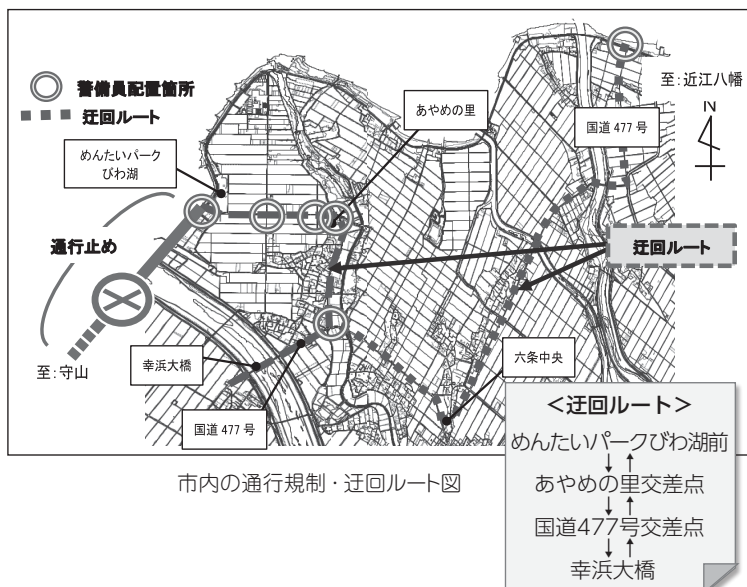 警備員配置箇所
迂回ルート
めんたいパーク
びわ湖
あやめの里
至：近江八幡
国道477号
N
通行止め
迂回ルート
至：守山
幸浜大橋
国道477号
六条中央
市内の通行規制・迂回ルート図
＜迂回ルート＞
めんたいパークびわ湖前
↓↑
あやめの里交差点
↓↑
国道477号交差点
↓↑
幸浜大橋